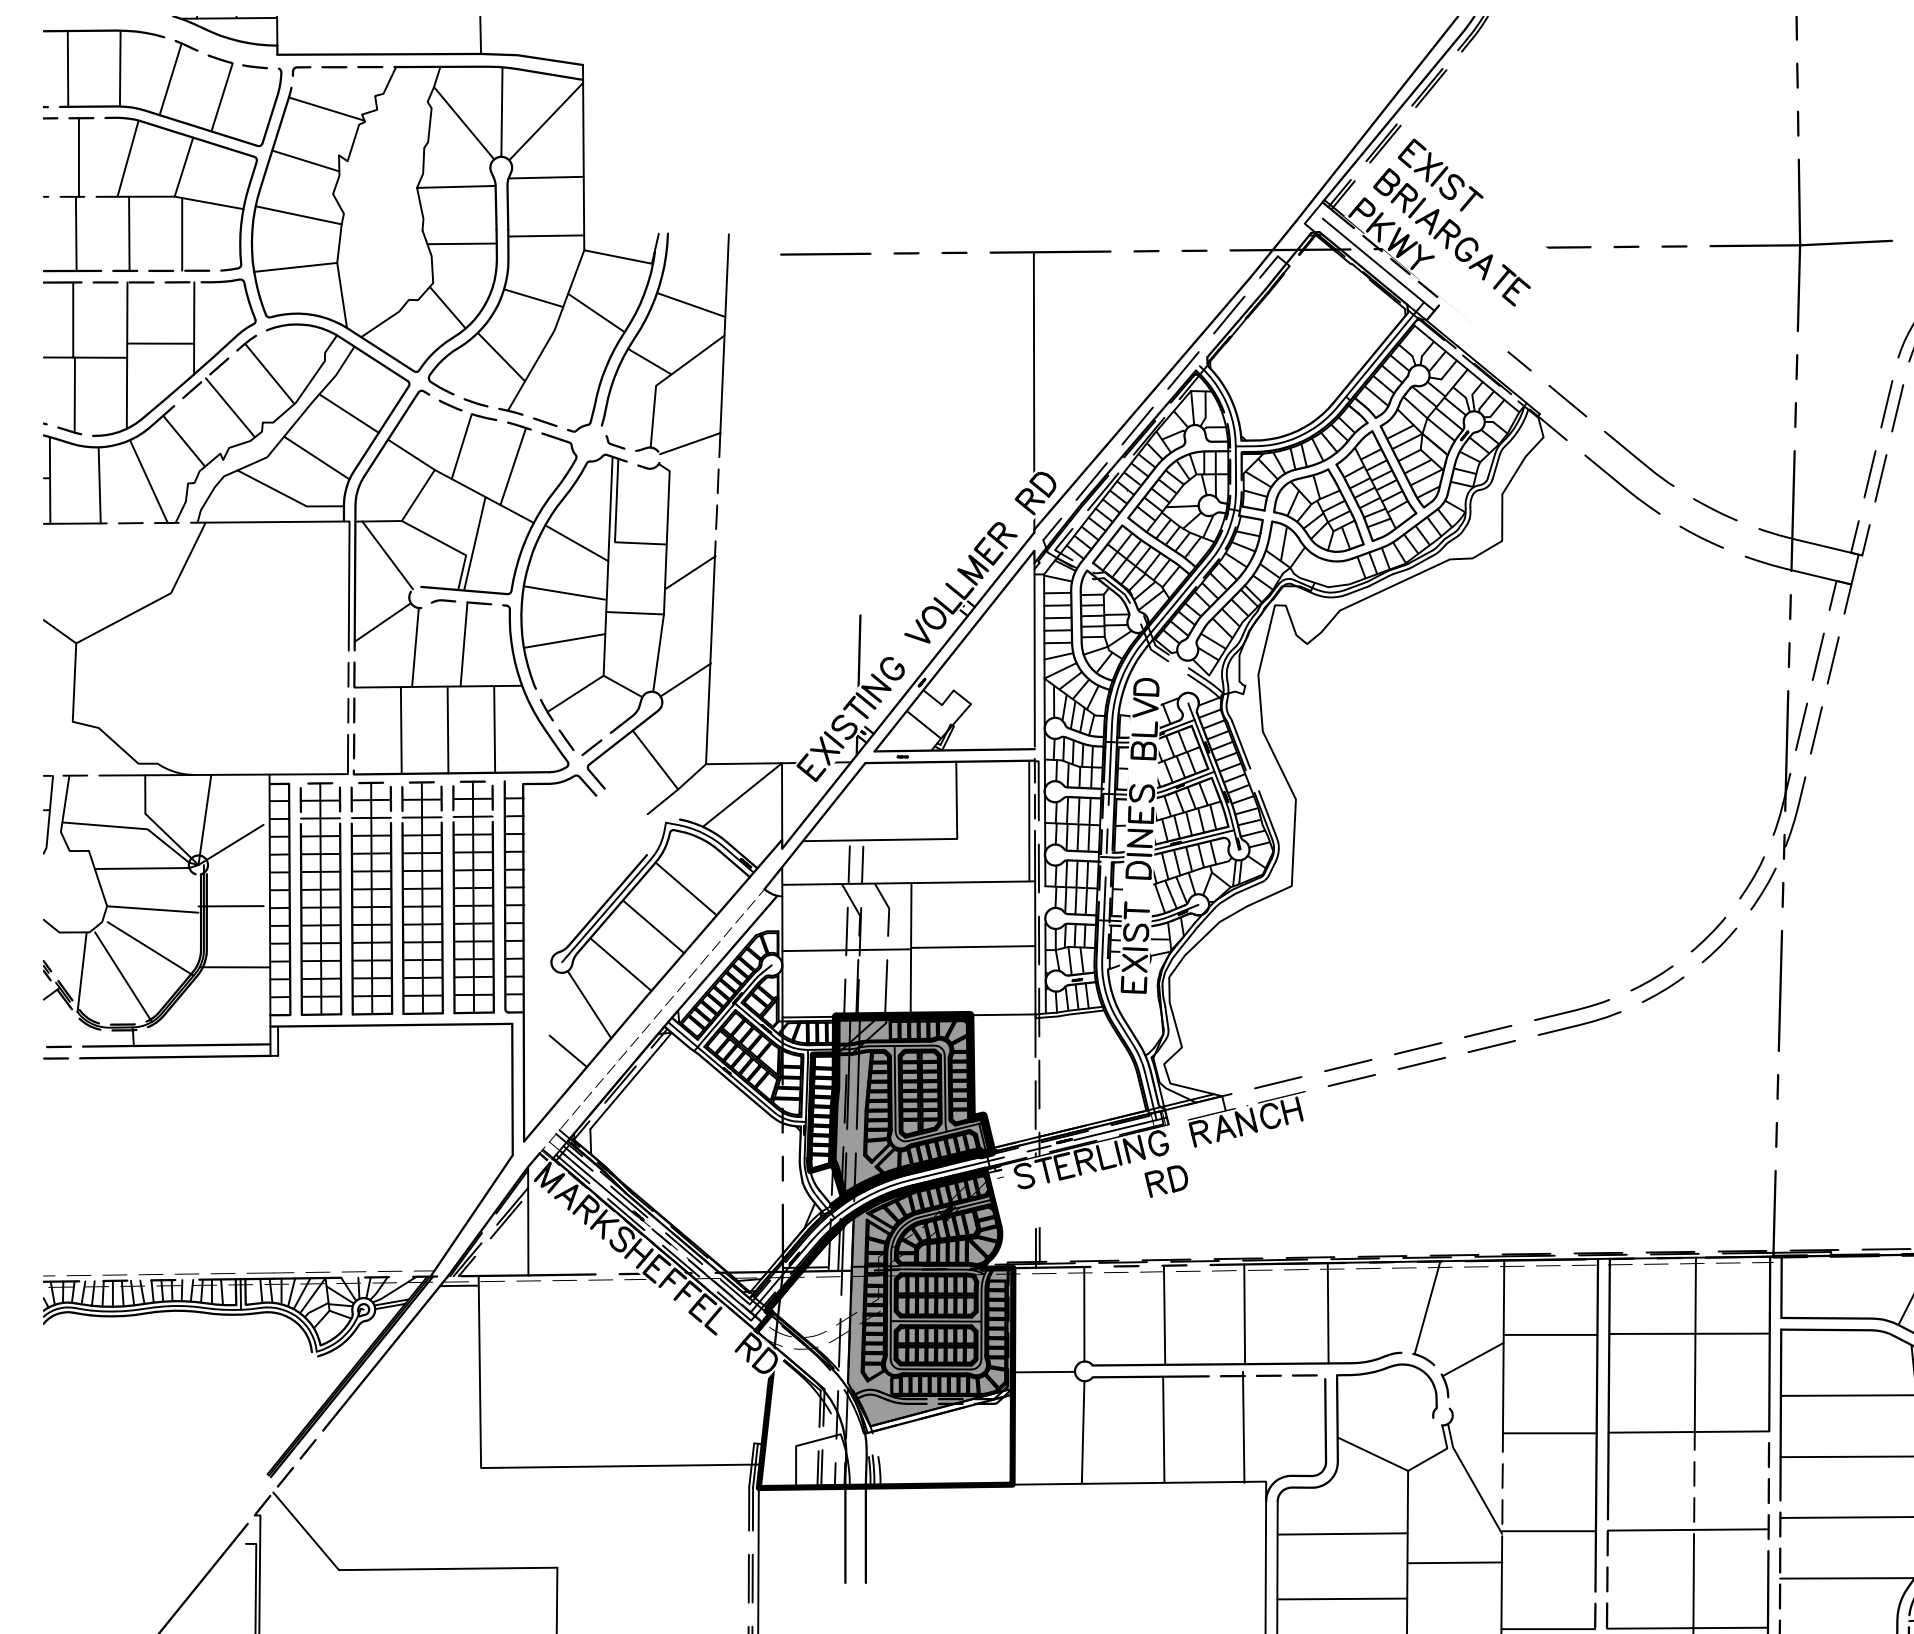 EXIST
BRIARGATE
PKWY
EXISTING VOLLMER RD
EXIST DINES BLVD
STERLING RANCH
RD
MARKSHEFFEL RD